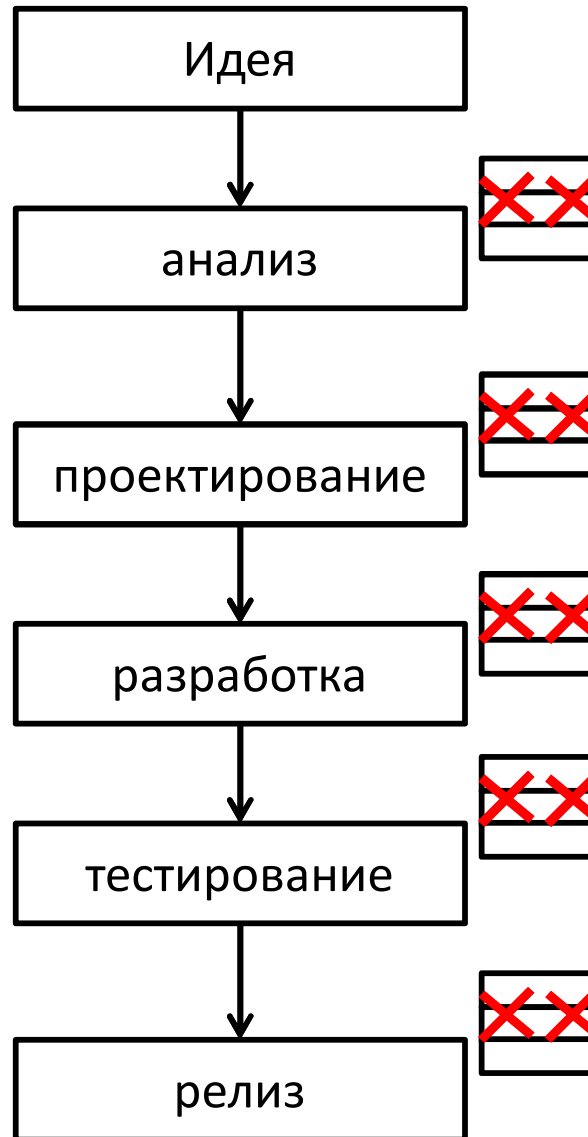 Идея
анализ
проектирование
разработка
тестирование
релиз